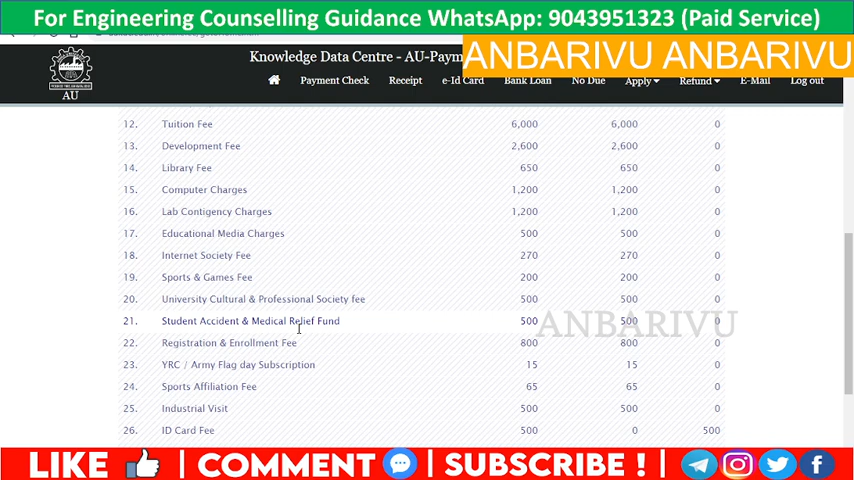 For Engineering Counselling Guidance WhatsApp: 9043951323 (Paid Service)
ANBARIVU ANBARIVU
Knowledge Data Centre - AU-Paym
AU
Payment Check Receipt e-Id Card Bank Loan No Due Apply Refund E-Mail Log out
12. Tuition Fee 6,000 6,000 0
13. Development Fee 2,600 2,600 0
14. Library Fee 650 650 0
15. Computer Charges 1,200 1,200 0
16. Lab Contigency Charges 1,200 1,200 0
17. Educational Media Charges 500 500 0
18. Internet Society Fee 270 270 0
19. Sports & Games Fee 200 200 0
20. University Cultural & Professional Society fee 500 500 0
21. Student Accident & Medical Relief Fund 500 500 0
ANBARIVU
22. Registration & Enrollment Fee 800 800 0
23. YRC / Army Flag day Subscription 15 15 0
24. Sports Affiliation Fee 65 65 0
25. Industrial Visit 500 500 0
26. ID Card Fee 500 0 500
LIKE | COMMENT | SUBSCRIBE ! |